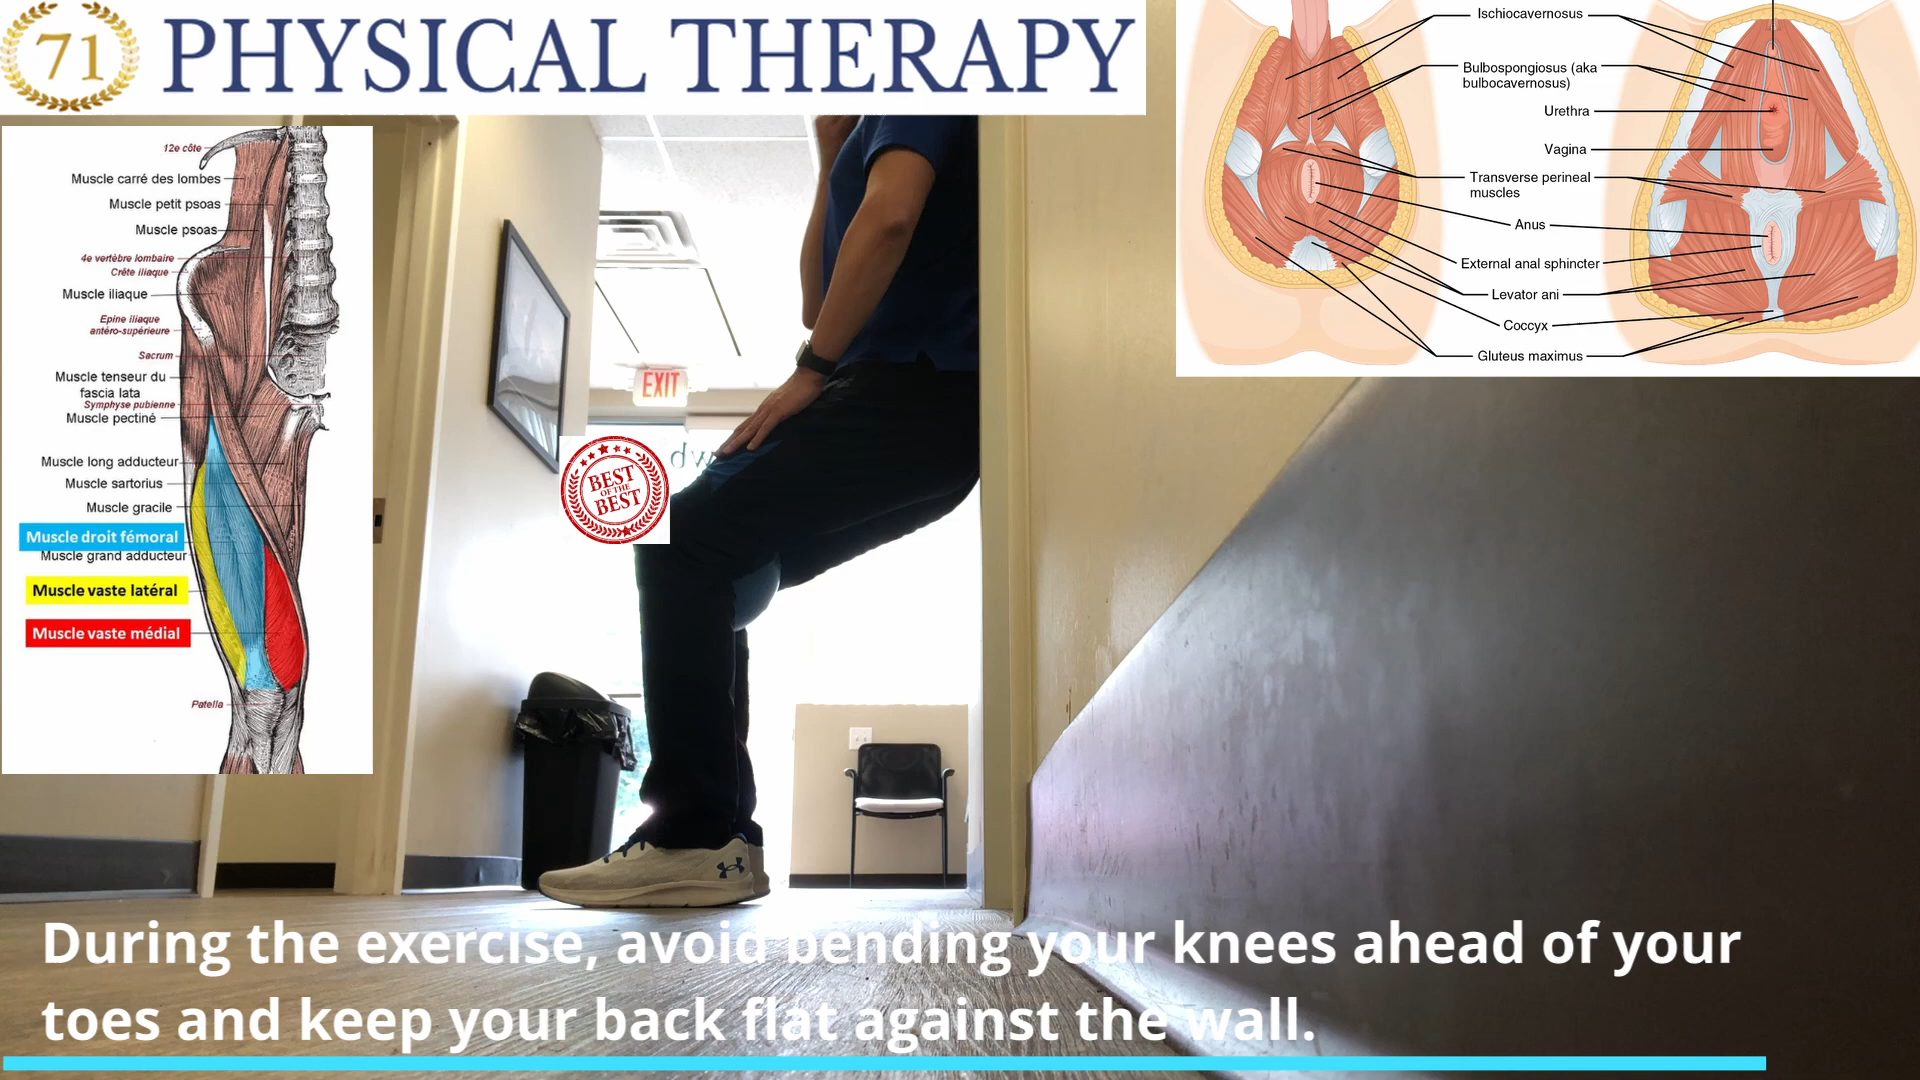 71 PHYSICAL THERAPY
12e côte
Muscle carré des lombes
Muscle petit psoas
Muscle psoas
4e vertèbre lombaire
Crête iliaque
Muscle iliaque
Epine iliaque
antéro-supérieure
Sacrum
Muscle tenseur du
fascia lata
Symphyse pubienne
Muscle pectiné
Muscle long adducteur
Muscle sartorius
Muscle gracile
Muscle droit fémoral
Muscle grand adducteur
Muscle vaste latéral
Muscle vaste médial
Patella
EXIT
BEST
OF THE
BEST
Ischiocavernosus
Bulbospongiosus (aka
bulbocavernosus)
Urethra
Vagina
Transverse perineal
muscles
Anus
External anal sphincter
Levator ani
Coccyx
Gluteus maximus
During the exercise, avoid bending your knees ahead of your
toes and keep your back flat against the wall.